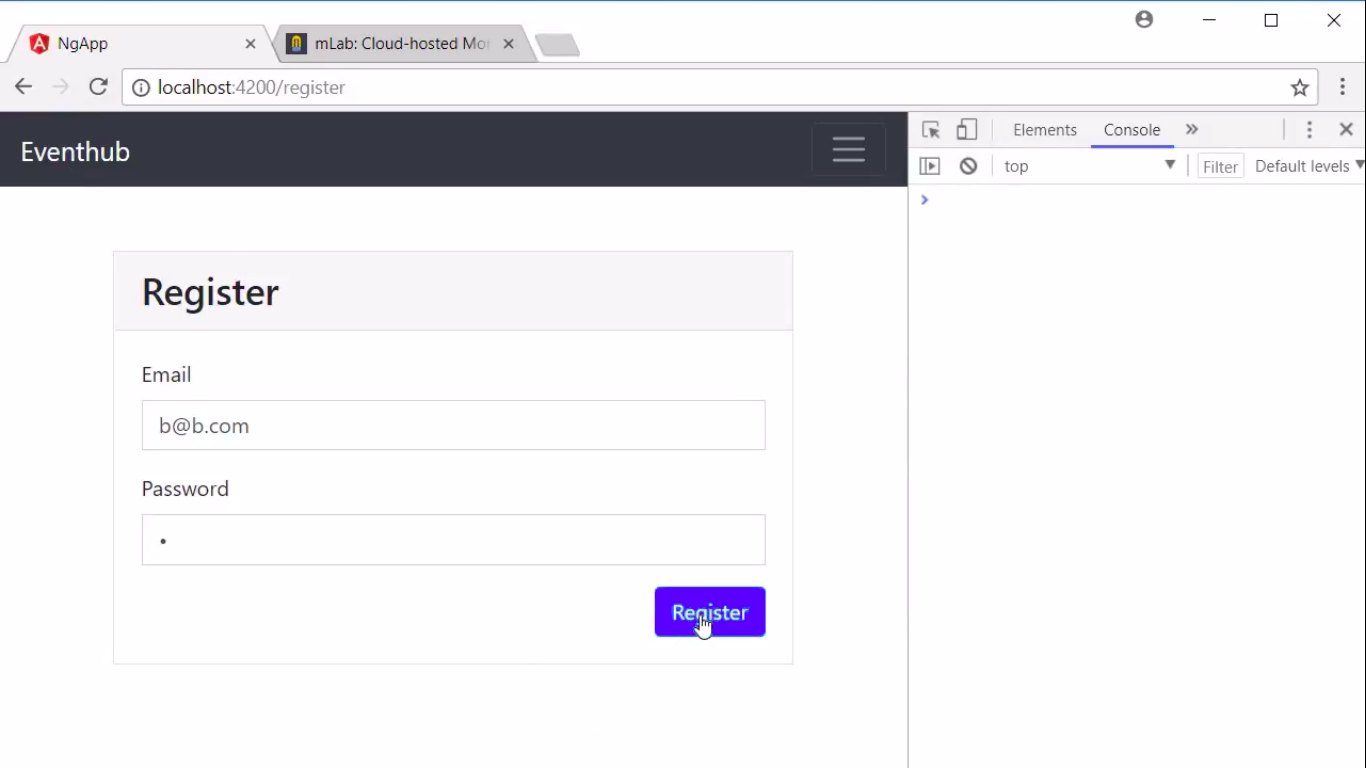 NgApp
mLab: Cloud-hosted Mo
localhost:4200/register
Eventhub
Elements Console
top Filter Default levels
Register
Email
b@b.com
Password
Register